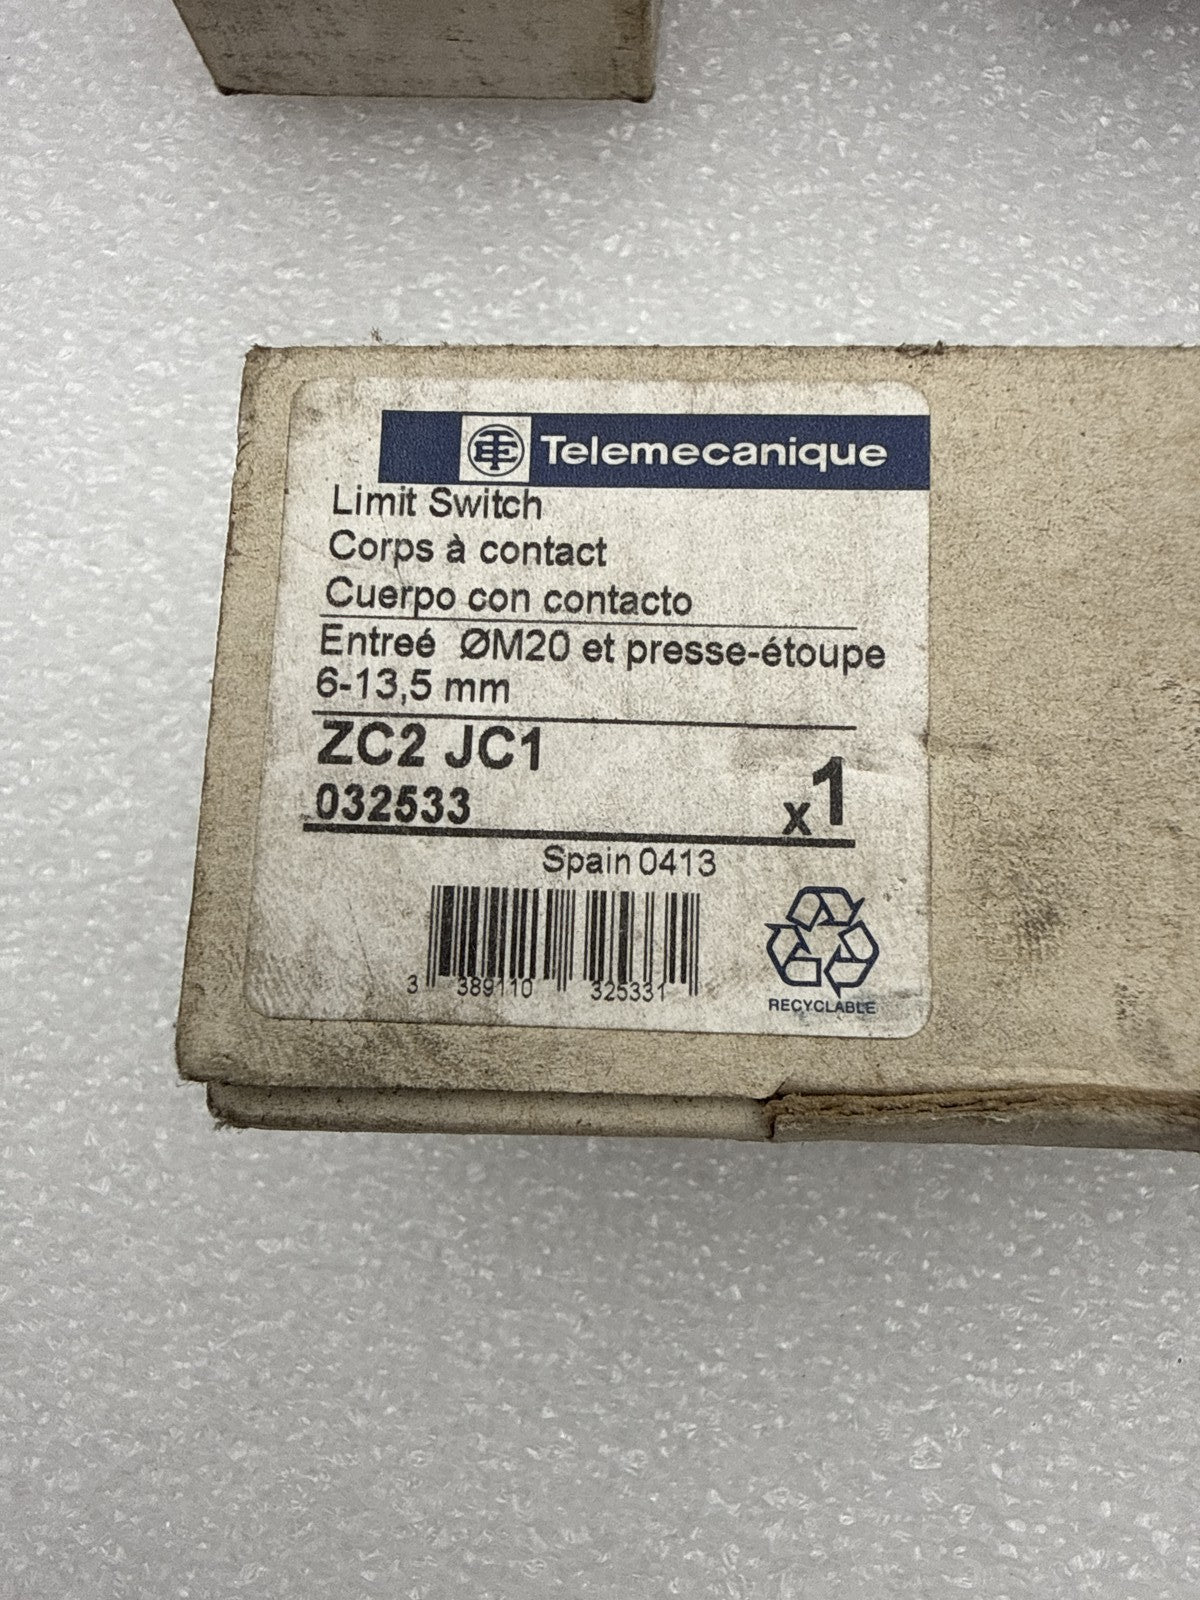 Telemecanique
Limit Switch
Corps à contact
Cuerpo con contacto
Entreé ØM20 et presse-étoupe
6-13,5 mm
ZC2 JC1
032533
x1
Spain 0413
3 389110 325331
RECYCLABLE